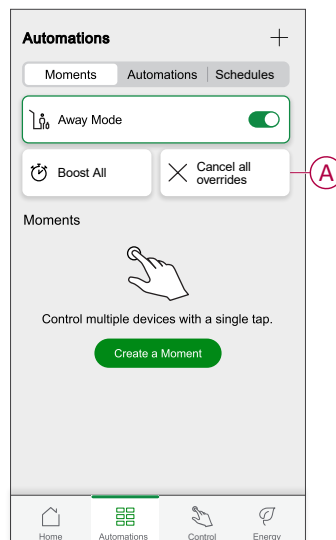 Automations
Moments Automations Schedules
Away Mode
Boost All
Cancel all
overrides
A
Moments
Control multiple devices with a single tap.
Create a Moment
Home Automations Control Energy